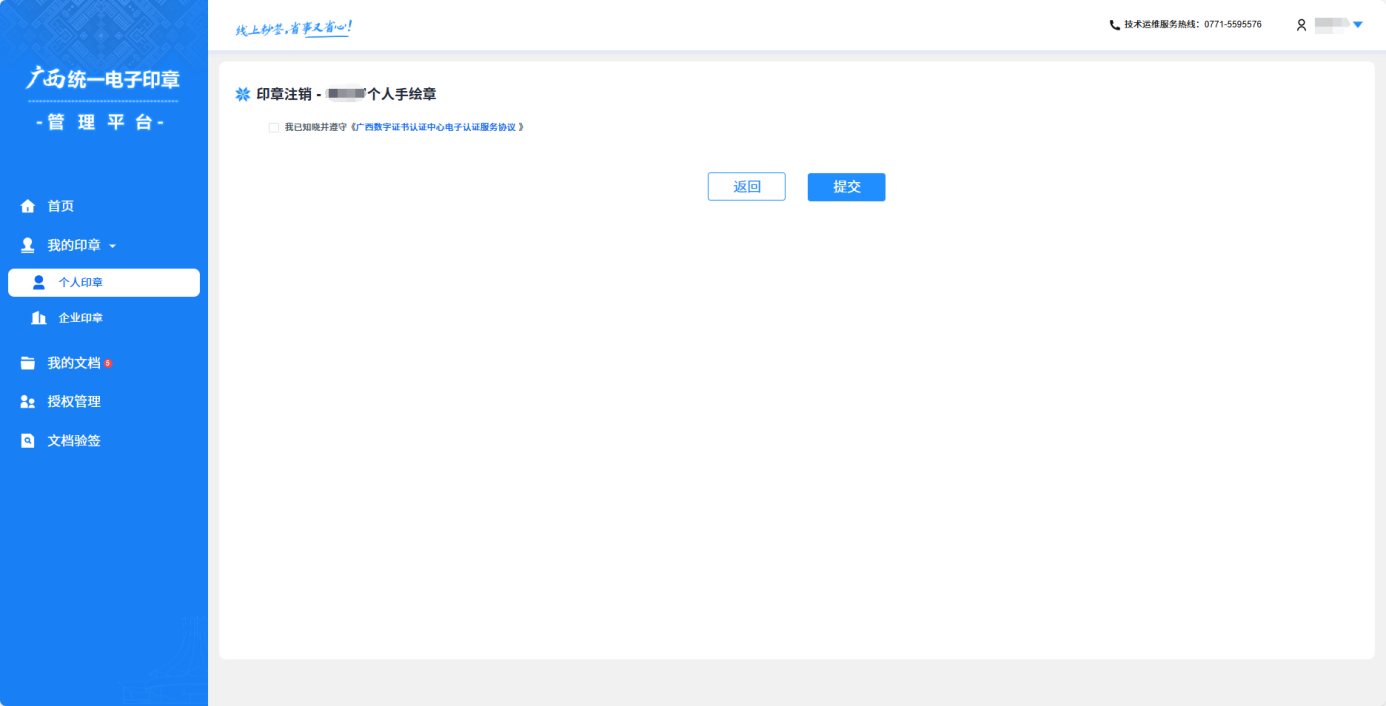 线上秒签,省事又省心!
技术运维服务热线：0771-5595576
广西统一电子印章
-管理平台-
首页
我的印章
个人印章
企业印章
我的文档 5
授权管理
文档验签
印章注销 - 个人手绘章
我已知晓并遵守《广西数字证书认证中心电子认证服务协议 》
返回
提交